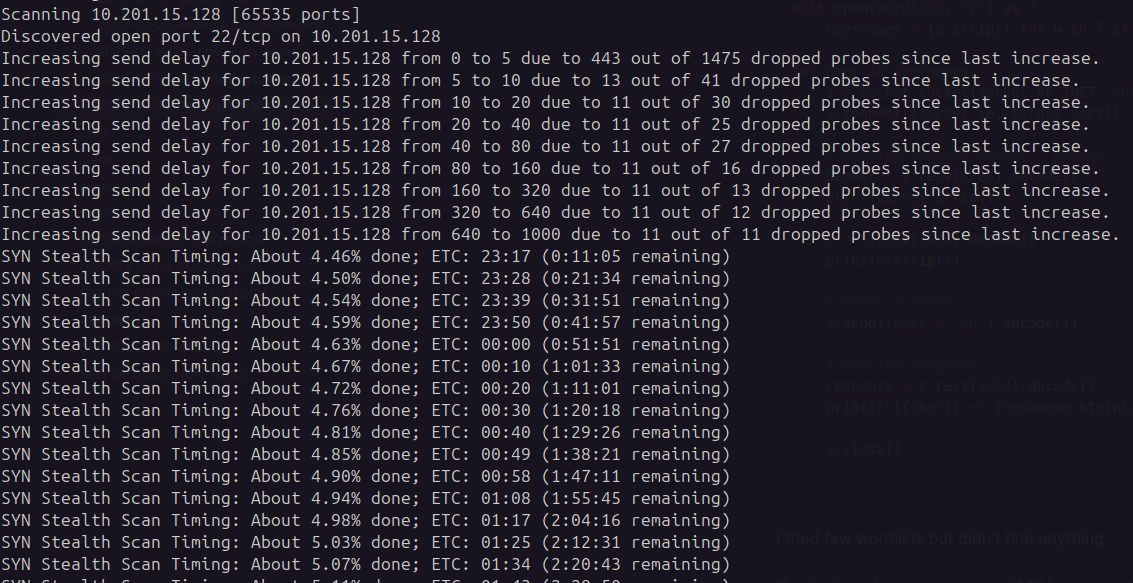 Scanning 10.201.15.128 [65535 ports]
Discovered open port 22/tcp on 10.201.15.128
Increasing send delay for 10.201.15.128 from 0 to 5 due to 443 out of 1475 dropped probes since last increase.
Increasing send delay for 10.201.15.128 from 5 to 10 due to 13 out of 41 dropped probes since last increase.
Increasing send delay for 10.201.15.128 from 10 to 20 due to 11 out of 30 dropped probes since last increase.
Increasing send delay for 10.201.15.128 from 20 to 40 due to 11 out of 25 dropped probes since last increase.
Increasing send delay for 10.201.15.128 from 40 to 80 due to 11 out of 27 dropped probes since last increase.
Increasing send delay for 10.201.15.128 from 80 to 160 due to 11 out of 16 dropped probes since last increase.
Increasing send delay for 10.201.15.128 from 160 to 320 due to 11 out of 13 dropped probes since last increase.
Increasing send delay for 10.201.15.128 from 320 to 640 due to 11 out of 12 dropped probes since last increase.
Increasing send delay for 10.201.15.128 from 640 to 1000 due to 11 out of 11 dropped probes since last increase.
SYN Stealth Scan Timing: About 4.46% done; ETC: 23:17 (0:11:05 remaining)
SYN Stealth Scan Timing: About 4.50% done; ETC: 23:28 (0:21:34 remaining)
SYN Stealth Scan Timing: About 4.54% done; ETC: 23:39 (0:31:51 remaining)
SYN Stealth Scan Timing: About 4.59% done; ETC: 23:50 (0:41:57 remaining)
SYN Stealth Scan Timing: About 4.63% done; ETC: 00:00 (0:51:51 remaining)
SYN Stealth Scan Timing: About 4.67% done; ETC: 00:10 (1:01:33 remaining)
SYN Stealth Scan Timing: About 4.72% done; ETC: 00:20 (1:11:01 remaining)
SYN Stealth Scan Timing: About 4.76% done; ETC: 00:30 (1:20:18 remaining)
SYN Stealth Scan Timing: About 4.81% done; ETC: 00:40 (1:29:26 remaining)
SYN Stealth Scan Timing: About 4.85% done; ETC: 00:49 (1:38:21 remaining)
SYN Stealth Scan Timing: About 4.90% done; ETC: 00:58 (1:47:11 remaining)
SYN Stealth Scan Timing: About 4.94% done; ETC: 01:08 (1:55:45 remaining)
SYN Stealth Scan Timing: About 4.98% done; ETC: 01:17 (2:04:16 remaining)
SYN Stealth Scan Timing: About 5.03% done; ETC: 01:25 (2:12:31 remaining)
SYN Stealth Scan Timing: About 5.07% done; ETC: 01:34 (2:20:43 remaining)
SYN Stealth Scan Timing: About
print(u.strip())
s.close()
I tried few wordlists but didn't find anything.